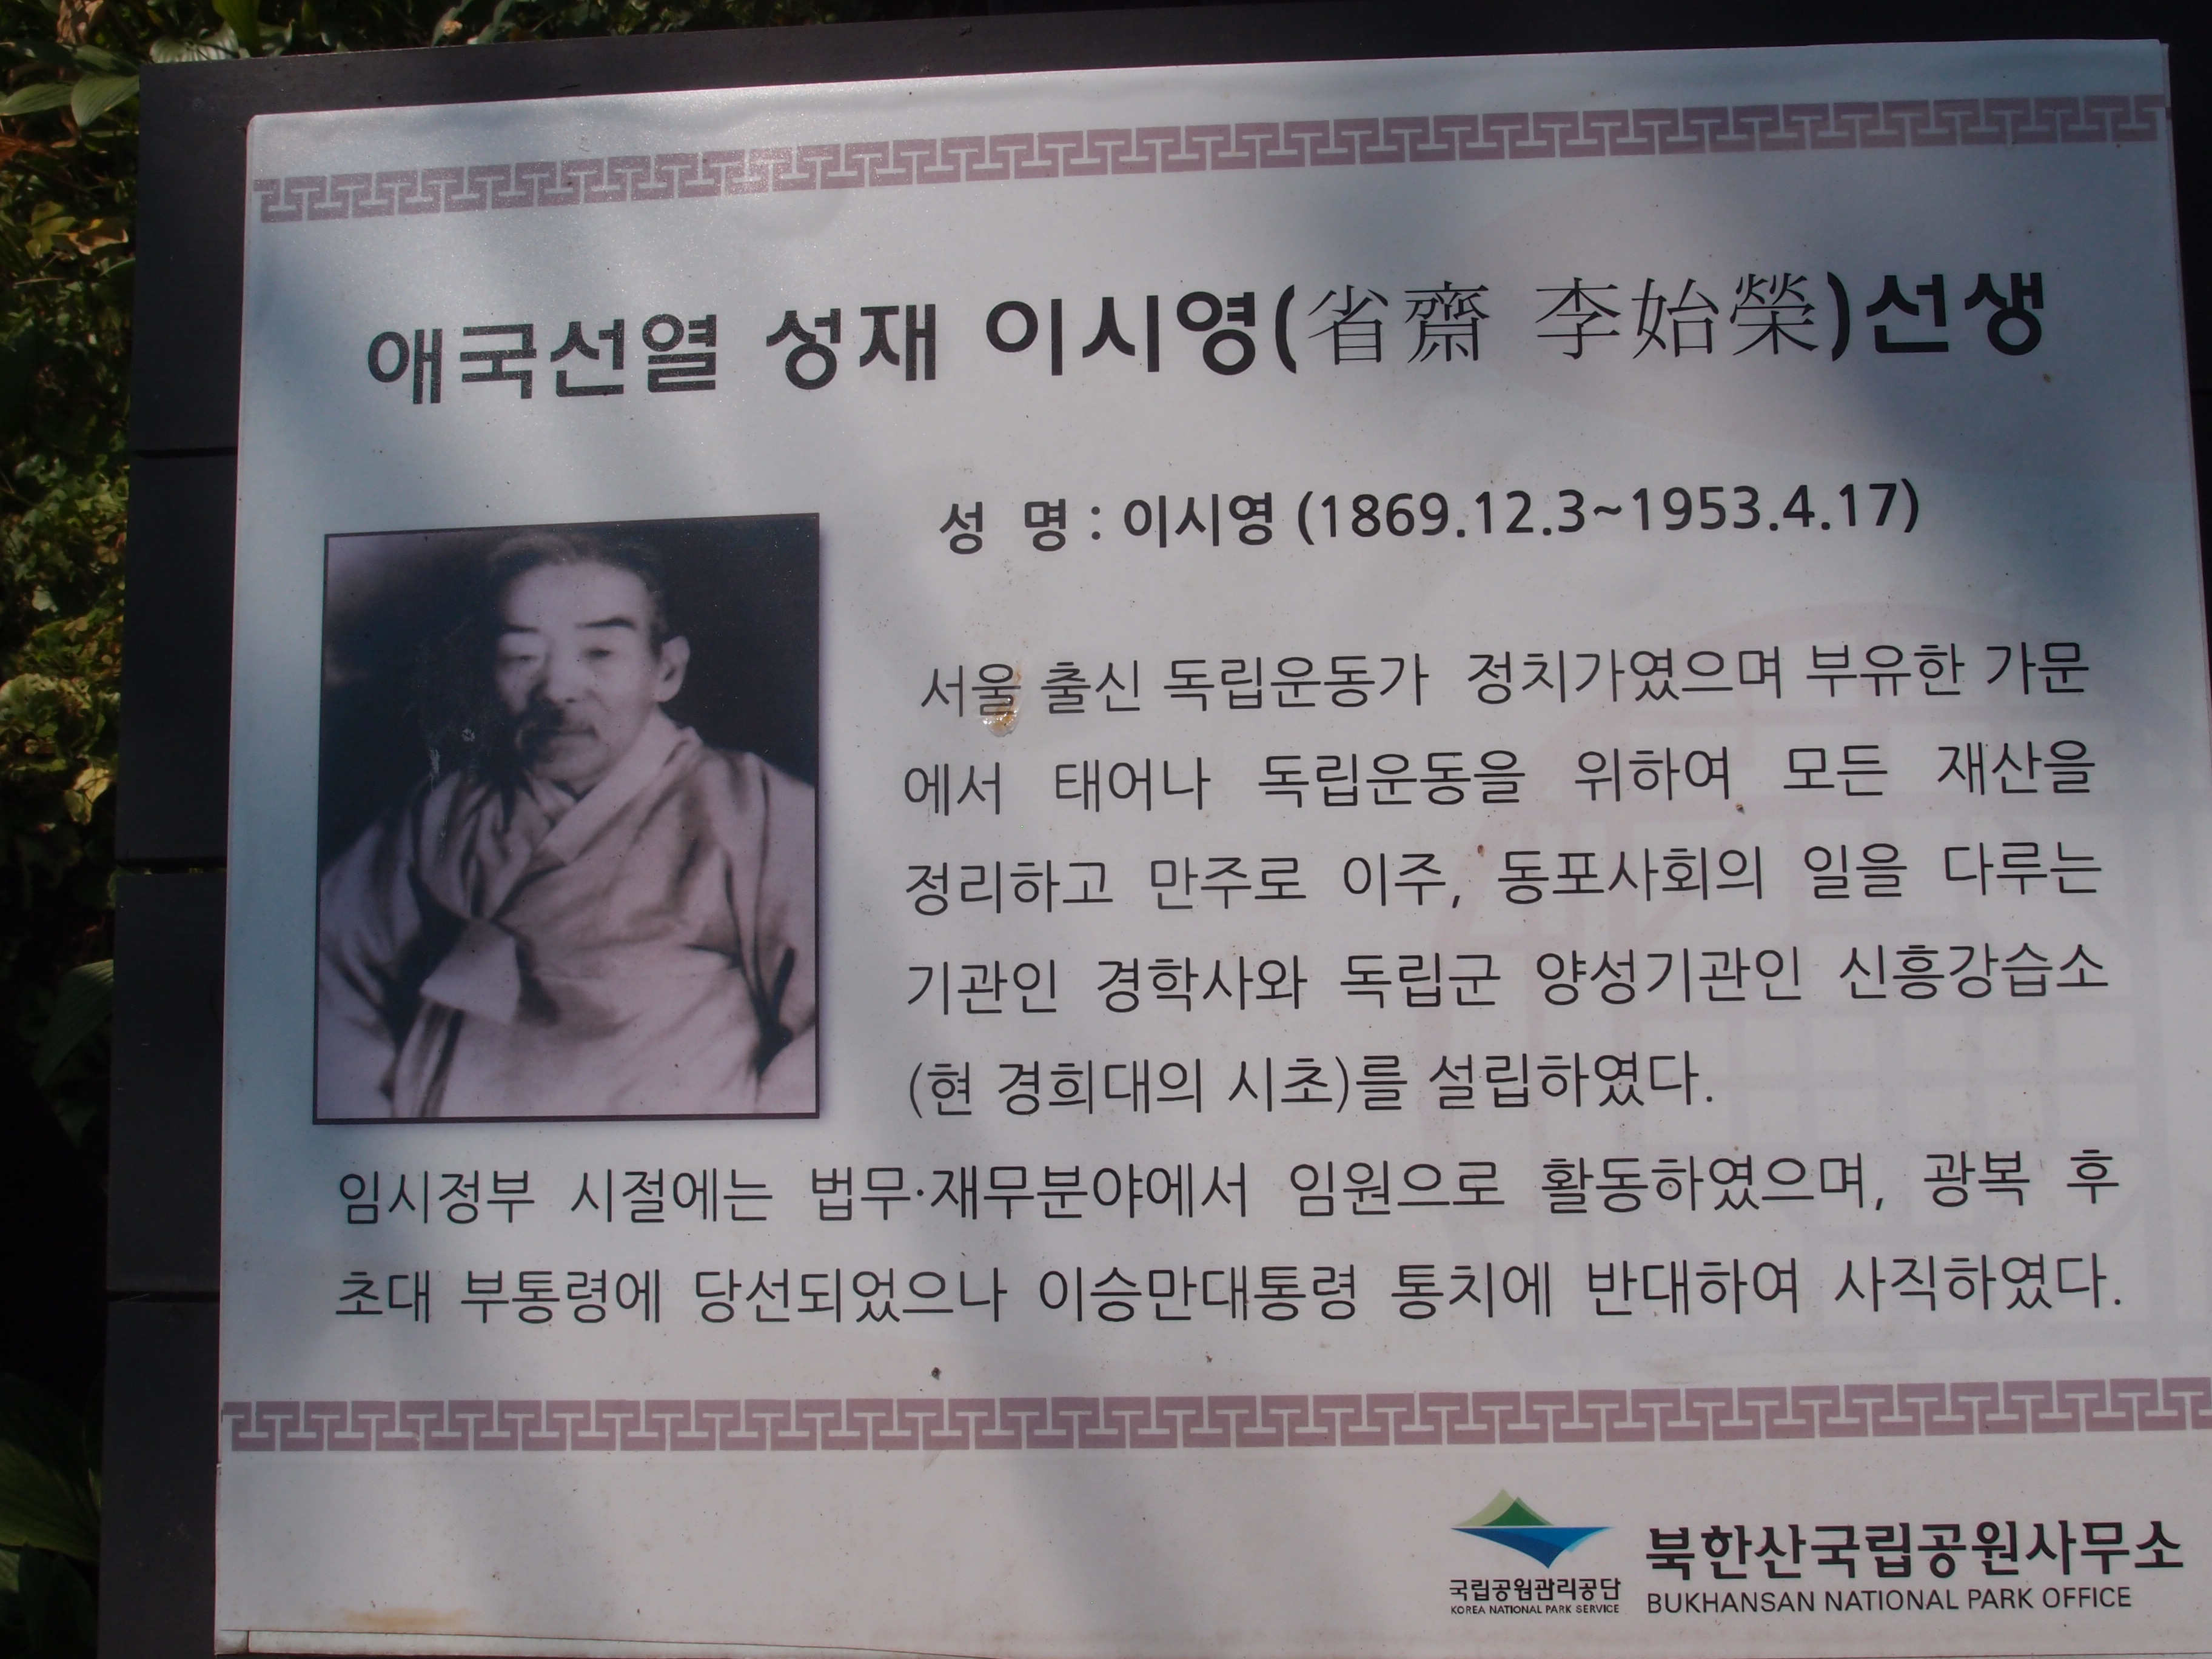 애국선열 성재 이시영(省齋 李始榮)선생
성 명 : 이시영 (1869.12.3~1953.4.17)
서울 출신 독립운동가 정치가였으며 부유한 가문
에서 태어나 독립운동을 위하여 모든 재산을
정리하고 만주로 이주, 동포사회의 일을 다루는
기관인 경학사와 독립군 양성기관인 신흥강습소
(현 경희대의 시초)를 설립하였다.
임시정부 시절에는 법무·재무분야에서 임원으로 활동하였으며, 광복 후
초대 부통령에 당선되었으나 이승만대통령 통치에 반대하여 사직하였다.
국립공원관리공단
KOREA NATIONAL PARK SERVICE
북한산국립공원사무소
BUKHANSAN NATIONAL PARK OFFICE